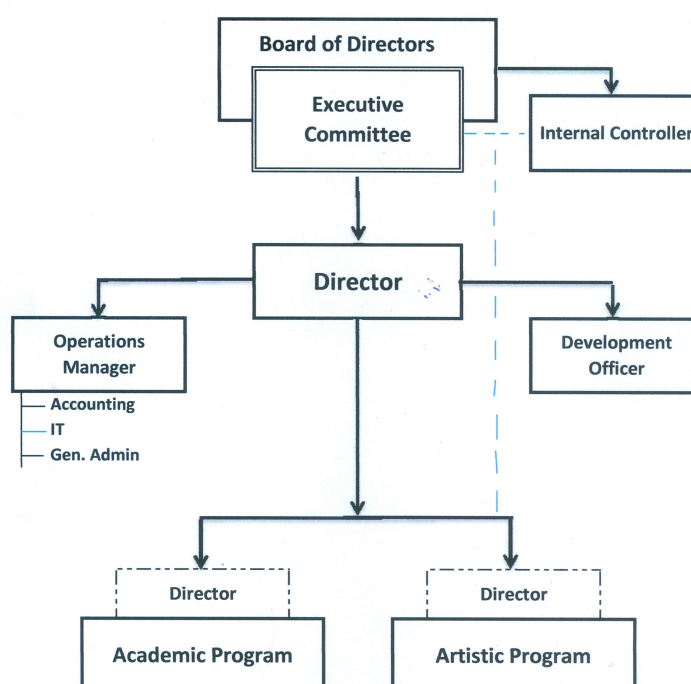 Board of Directors
Executive
Committee
Internal Controller
Director
Operations
Manager
Development
Officer
Accounting
IT
Gen. Admin
Director
Director
Academic Program
Artistic Program